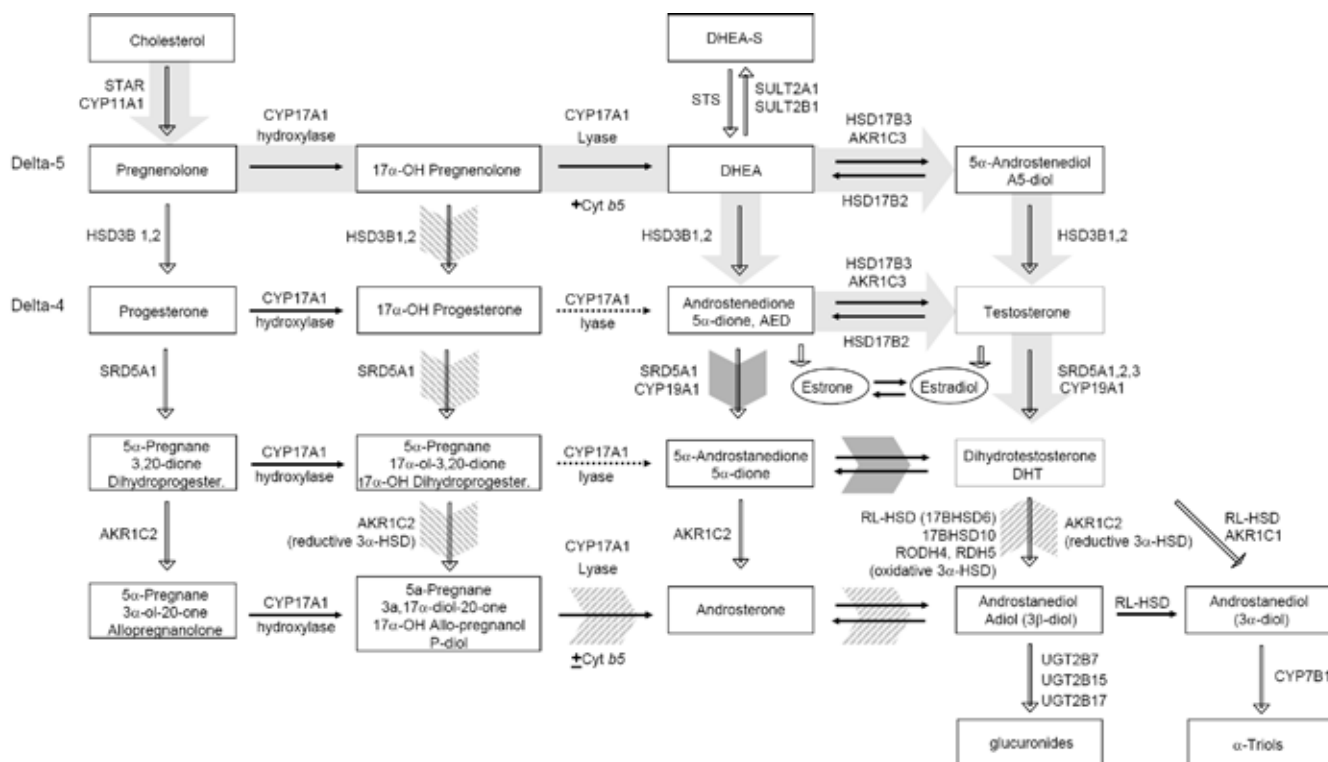 Cholesterol
DHEA-S
STAR
CYP11A1
STS
SULT2A1
SULT2B1
CYP17A1
hydroxylase
CYP17A1
Lyase
HSD17B3
AKR1C3
Delta-5
Pregnenolone
17α-OH Pregnenolone
DHEA
5α-Androstenediol
A5-diol
+Cyt b5
HSD17B2
HSD3B 1,2
HSD3B1,2
HSD3B1,2
HSD3B1,2
Delta-4
HSD17B3
AKR1C3
Progesterone
CYP17A1
hydroxylase
17α-OH Progesterone
CYP17A1
lyase
Androstenedione
5α-dione, AED
Testosterone
HSD17B2
SRD5A1
SRD5A1
SRD5A1
CYP19A1
Estrone
Estradiol
SRD5A1,2,3
CYP19A1
5α-Pregnane
3,20-dione
Dihydroprogester.
CYP17A1
hydroxylase
5α-Pregnane
17α-ol-3,20-dione
17α-OH Dihydroprogester.
CYP17A1
lyase
5α-Androstanedione
5α-dione
Dihydrotestosterone
DHT
AKR1C2
AKR1C2
(reductive 3α-HSD)
AKR1C2
RL-HSD (17BHSD6)
17BHSD10
RODH4, RDH5
(oxidative 3α-HSD)
AKR1C2
(reductive 3α-HSD)
RL-HSD
AKR1C1
CYP17A1
Lyase
5α-Pregnane
3α-ol-20-one
Allopregnanolone
CYP17A1
hydroxylase
5a-Pregnane
3a,17α-diol-20-one
17α-OH Allo-pregnanol
P-diol
±Cyt b5
Androsterone
Androstanediol
Adiol (3β-diol)
RL-HSD
Androstanediol
(3α-diol)
UGT2B7
UGT2B15
UGT2B17
CYP7B1
glucuronides
α-Triols